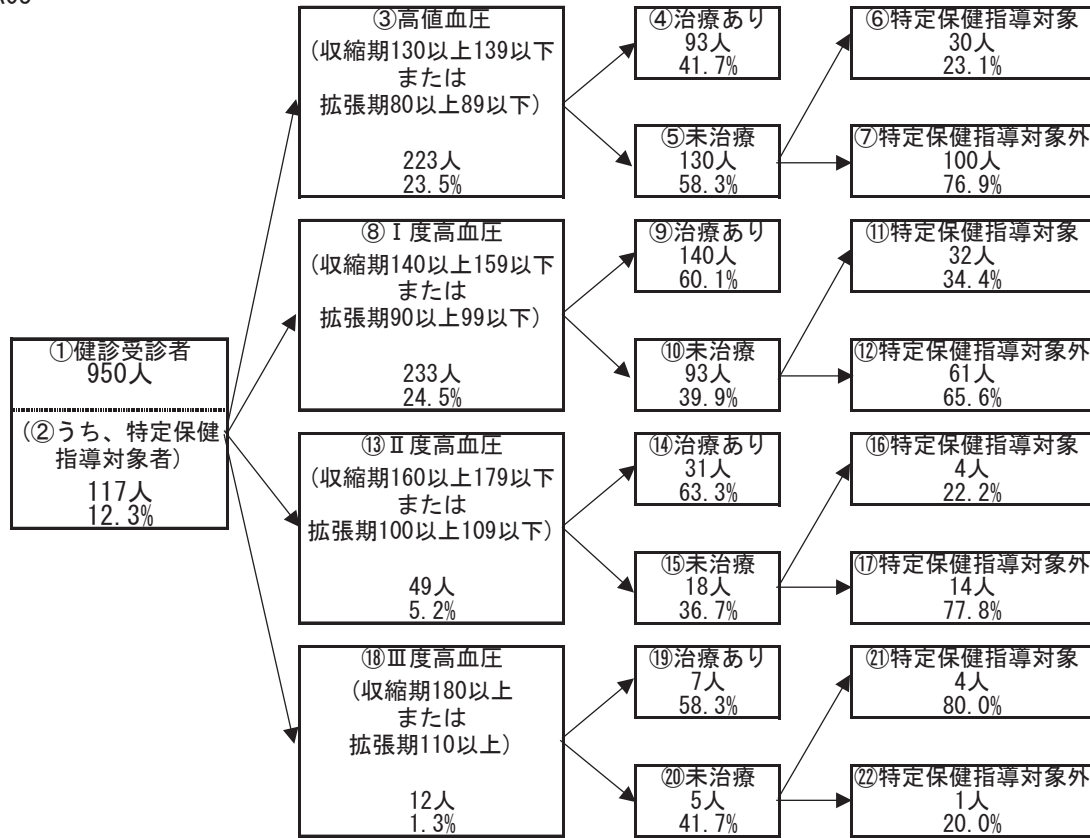 ①健診受診者
950人
(②うち、特定保健
指導対象者)
117人
12.3%
③高値血圧
(収縮期130以上139以下
または
拡張期80以上89以下)
223人
23.5%
④治療あり
93人
41.7%
⑤未治療
130人
58.3%
⑥特定保健指導対象
30人
23.1%
⑦特定保健指導対象外
100人
76.9%
⑧Ⅰ度高血圧
(収縮期140以上159以下
または
拡張期90以上99以下)
233人
24.5%
⑨治療あり
140人
60.1%
⑩未治療
93人
39.9%
⑪特定保健指導対象
32人
34.4%
⑫特定保健指導対象外
61人
65.6%
⑬Ⅱ度高血圧
(収縮期160以上179以下
または
拡張期100以上109以下)
49人
5.2%
⑭治療あり
31人
63.3%
⑮未治療
18人
36.7%
⑯特定保健指導対象
4人
22.2%
⑰特定保健指導対象外
14人
77.8%
⑱Ⅲ度高血圧
(収縮期180以上
または
拡張期110以上)
12人
1.3%
⑲治療あり
7人
58.3%
⑳未治療
5人
41.7%
㉑特定保健指導対象
4人
80.0%
㉒特定保健指導対象外
1人
20.0%